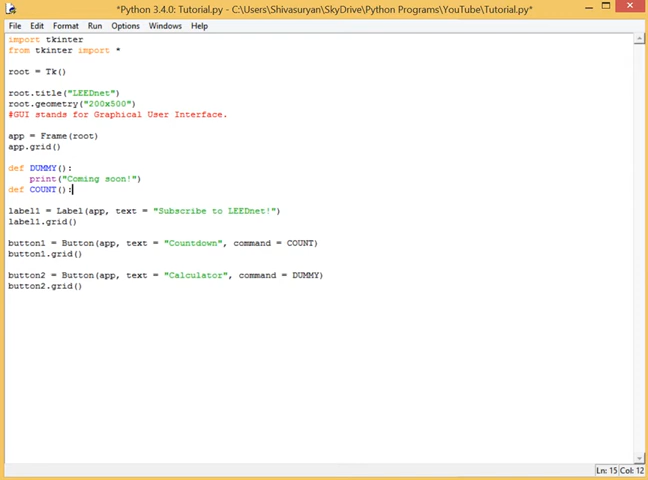 *Python 3.4.0: Tutorial.py - C:\Users\Shivasuryan\SkyDrive\Python Programs\YouTube\Tutorial.py*
File Edit Format Run Options Windows Help
import tkinter
from tkinter import *
root = Tk()
root.title("LEEDnet")
root.geometry("200x500")
#GUI stands for Graphical User Interface.
app = Frame(root)
app.grid()
def DUMMY():
    print("Coming soon!")
def COUNT():
label1 = Label(app, text = "Subscribe to LEEDnet!")
label1.grid()
button1 = Button(app, text = "Countdown", command = COUNT)
button1.grid()
button2 = Button(app, text = "Calculator", command = DUMMY)
button2.grid()
Ln: 15 Col: 12